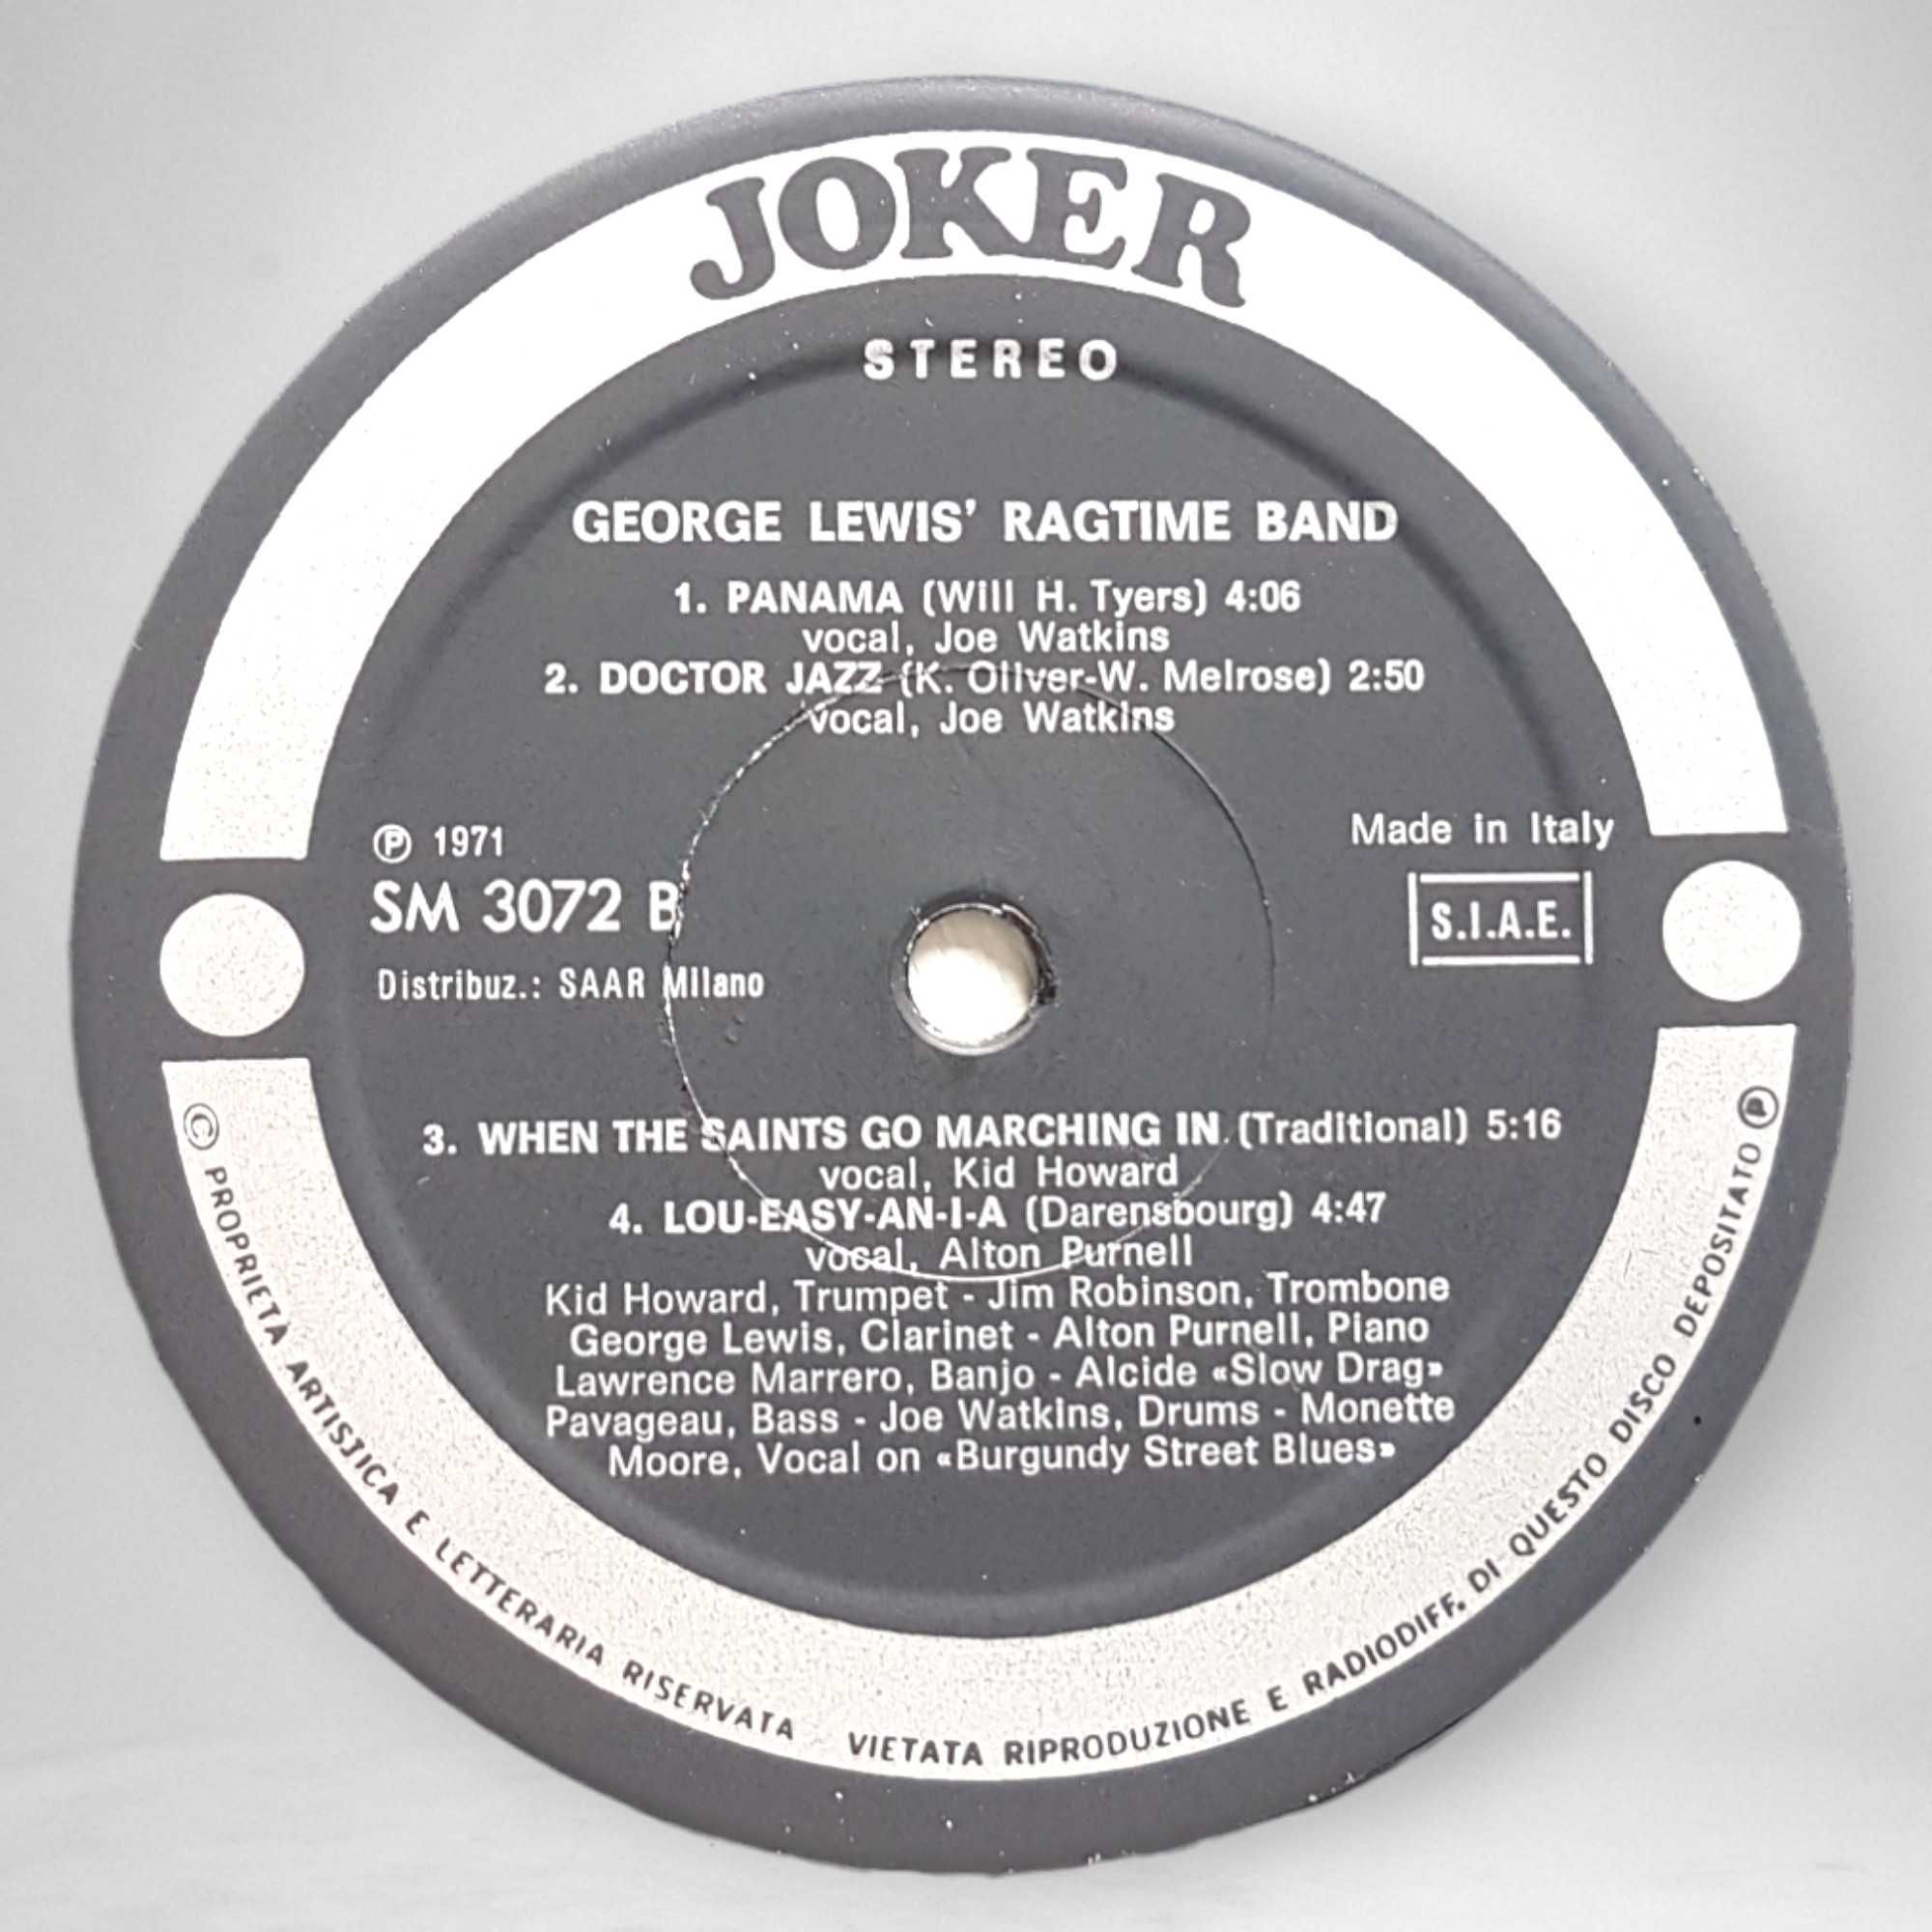 JOKER
STEREO
GEORGE LEWIS' RAGTIME BAND
1. PANAMA (Will H. Tyers) 4:06
vocal, Joe Watkins
2. DOCTOR JAZZ (K. Oliver-W. Melrose) 2:50
vocal, Joe Watkins
Ⓟ 1971
SM 3072 B
Distribuz.: SAAR Milano
Made in Italy
S.I.A.E.
3. WHEN THE SAINTS GO MARCHING IN (Traditional) 5:16
vocal, Kid Howard
4. LOU-EASY-AN-I-A (Darensbourg) 4:47
vocal, Alton Purnell
Kid Howard, Trumpet - Jim Robinson, Trombone
George Lewis, Clarinet - Alton Purnell, Piano
Lawrence Marrero, Banjo - Alcide «Slow Drag»
Pavageau, Bass - Joe Watkins, Drums - Monette
Moore, Vocal on «Burgundy Street Blues»
© PROPRIETA ARTISTICA E LETTERARIA RISERVATA VIETATA RIPRODUZIONE E RADIODIFF. DI QUESTO DISCO DEPOSITATO Ⓟ